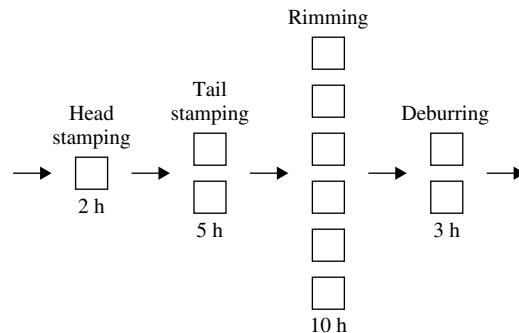 Head
stamping
2 h
Tail
stamping
5 h
Rimming
10 h
Deburring
3 h